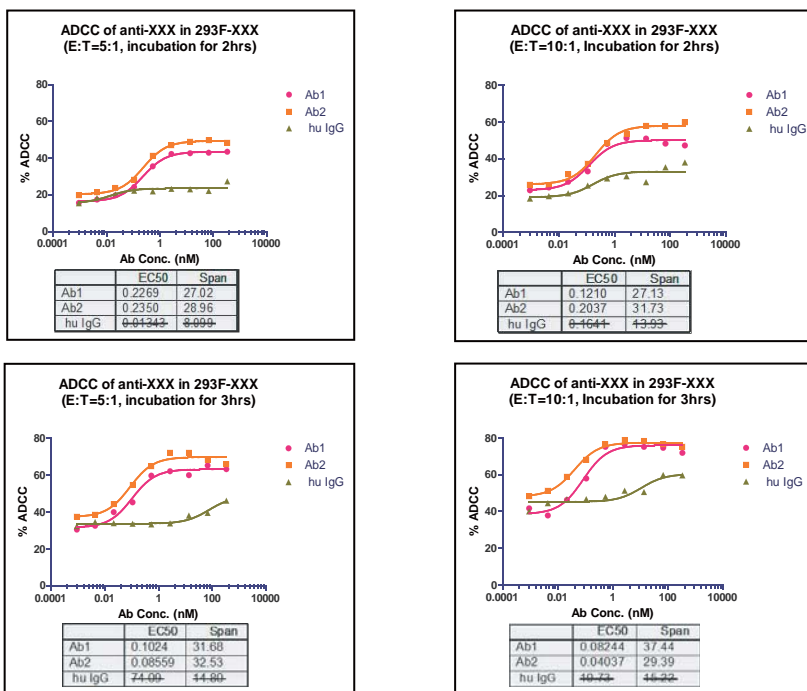 ADCC of anti-XXX in 293F-XXX
(E:T=5:1, incubation for 2hrs)
80
60
40
20
0
% ADCC
0.0001
0.01
1
100
10000
Ab Conc. (nM)
Ab1
Ab2
hu IgG
EC50 Span
Ab1 0.2269 27.02
Ab2 0.2350 28.96
hu IgG 0.01343 8.099
ADCC of anti-XXX in 293F-XXX
(E:T=10:1, Incubation for 2hrs)
80
60
40
20
0
% ADCC
0.0001
0.01
1
100
10000
Ab Conc. (nM)
Ab1
Ab2
hu IgG
EC50 Span
Ab1 0.1210 27.13
Ab2 0.2037 31.73
hu IgG 0.1641 13.93
ADCC of anti-XXX in 293F-XXX
(E:T=5:1, incubation for 3hrs)
80
60
40
20
0
% ADCC
0.0001
0.01
1
100
10000
Ab Conc. (nM)
Ab1
Ab2
hu IgG
EC50 Span
Ab1 0.1024 31.68
Ab2 0.08559 32.53
hu IgG 74.09 14.80
ADCC of anti-XXX in 293F-XXX
(E:T=10:1, Incubation for 3hrs)
80
60
40
20
0
% ADCC
0.0001
0.01
1
100
10000
Ab Conc. (nM)
Ab1
Ab2
hu IgG
EC50 Span
Ab1 0.08244 37.44
Ab2 0.04037 29.39
hu IgG 10.73 15.22